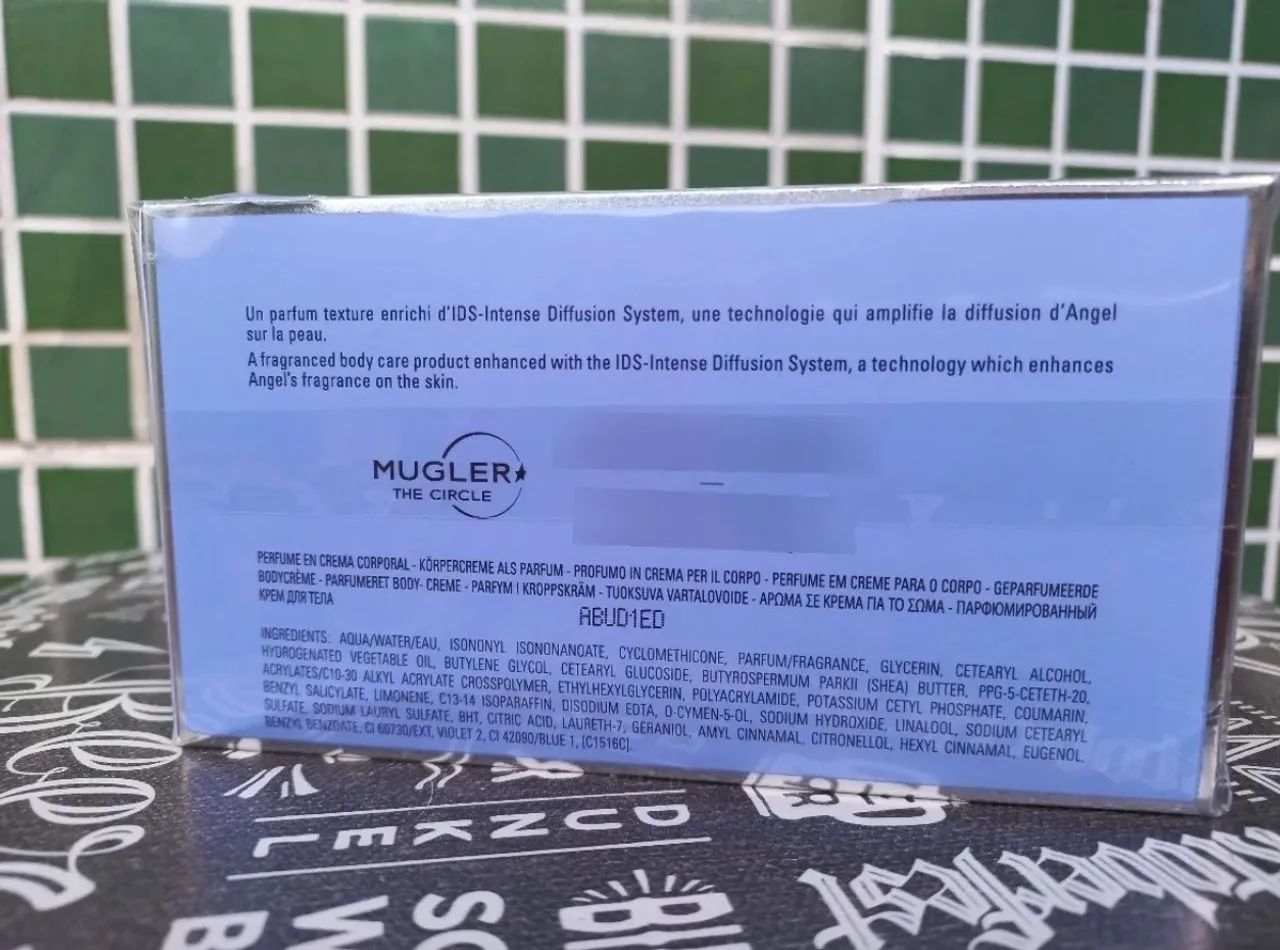 Un parfum texture enrichi d'IDS-Intense Diffusion System, une technologie qui amplifie la diffusion d'Angel
sur la peau.
A fragranced body care product enhanced with the IDS-Intense Diffusion System, a technology which enhances
Angel's fragrance on the skin.
MUGLER
THE CIRCLE
PERFUME EN CREMA CORPORAL - KÖRPERCREME ALS PARFUM - PROFUMO IN CREMA PER IL CORPO - PERFUME EM CREME PARA O CORPO - GEPARFUMEERDE
BODYCRÈME - PARFUMERET BODY- CREME - PARFYM I KROPPSKRÄM - TUOKSUVA VARTALOVOIDE - ΑΡΩΜΑ ΣΕ ΚΡΕΜΑ ΓΙΑ ΤΟ ΣΩΜΑ - ПАРФЮМИРОВАННЫЙ
КРЕМ ДЛЯ ТЕЛА
ABUD1ED
INGREDIENTS: AQUA/WATER/EAU, ISONONYL ISONONANOATE, CYCLOMETHICONE, PARFUM/FRAGRANCE, GLYCERIN, CETEARYL ALCOHOL,
HYDROGENATED VEGETABLE OIL, BUTYLENE GLYCOL, CETEARYL GLUCOSIDE, BUTYROSPERMUM PARKII (SHEA) BUTTER, PPG-5-CETETH-20,
ACRYLATES/C10-30 ALKYL ACRYLATE CROSSPOLYMER, ETHYLHEXYLGLYCERIN, POLYACRYLAMIDE, POTASSIUM CETYL PHOSPHATE, COUMARIN,
BENZYL SALICYLATE, LIMONENE, C13-14 ISOPARAFFIN, DISODIUM EDTA, O-CYMEN-5-OL, SODIUM HYDROXIDE, LINALOOL, SODIUM CETEARYL
SULFATE, SODIUM LAURYL SULFATE, BHT, CITRIC ACID, LAURETH-7, GERANIOL, AMYL CINNAMAL, CITRONELLOL, HEXYL CINNAMAL, EUGENOL,
BENZYL BENZOATE, CI 60730/EXT. VIOLET 2, CI 42090/BLUE 1, [C1516C].
DUNK
EL